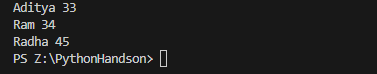 Aditya 33
Ram 34
Radha 45
PS Z:\PythonHandson>